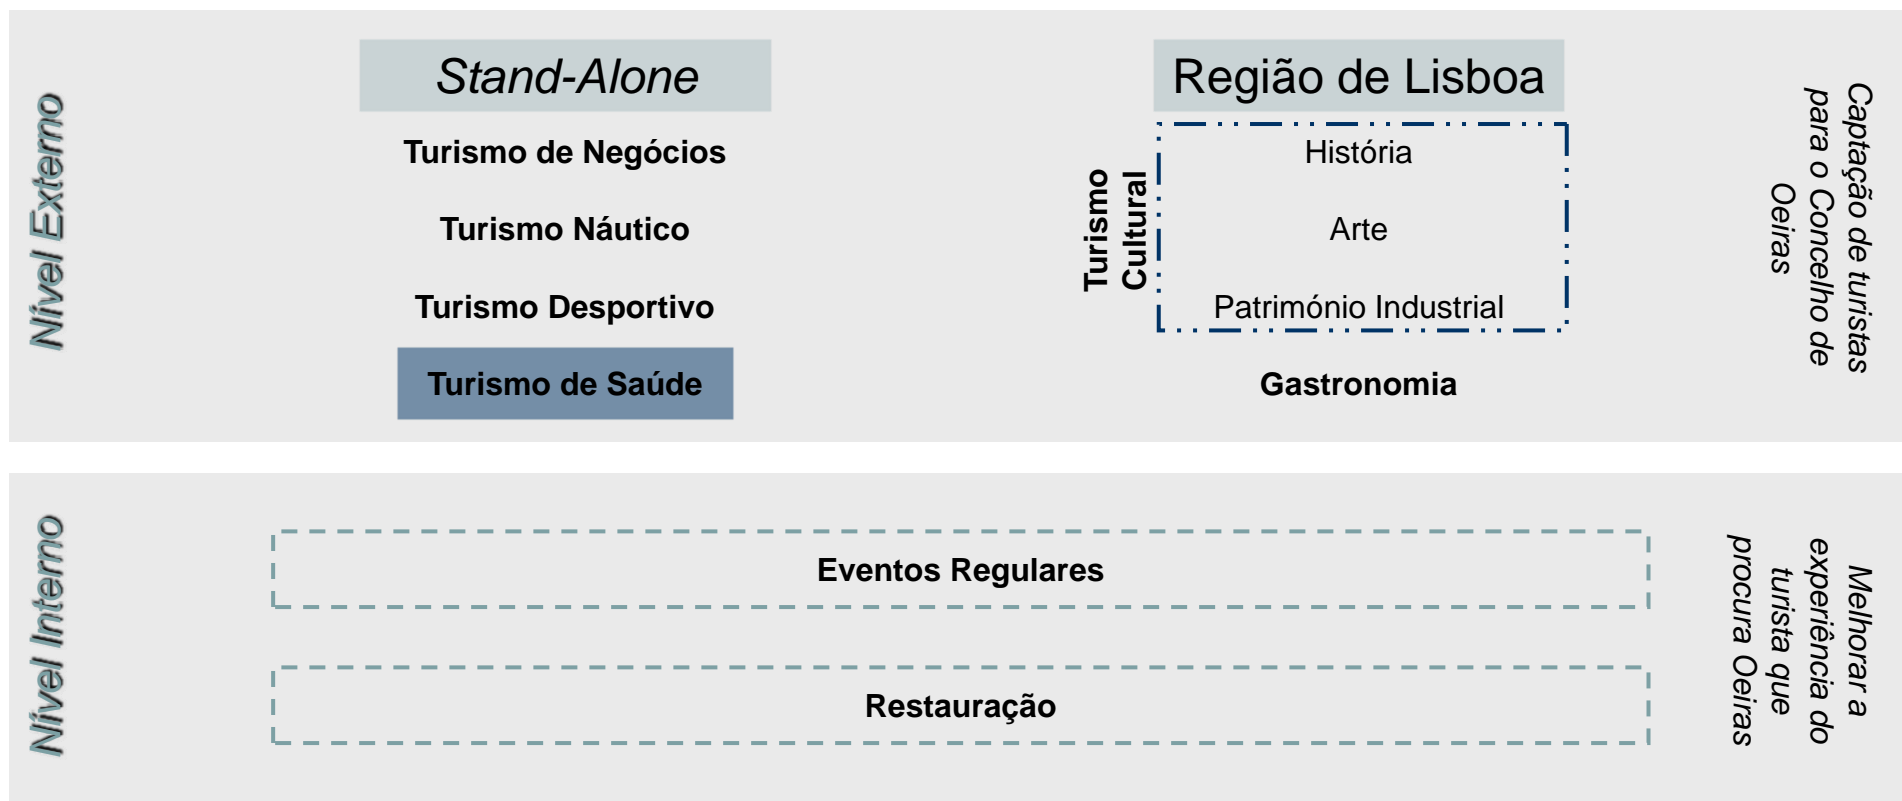 Nível Externo
Stand-Alone
Turismo de Negócios
Turismo Náutico
Turismo Desportivo
Turismo de Saúde
Região de Lisboa
Turismo
Cultural
História
Arte
Património Industrial
Gastronomia
Captação de turistas
para o Concelho de
Oeiras
Nível Interno
Eventos Regulares
Restauração
Melhorar a
experiência do
turista que
procura Oeiras